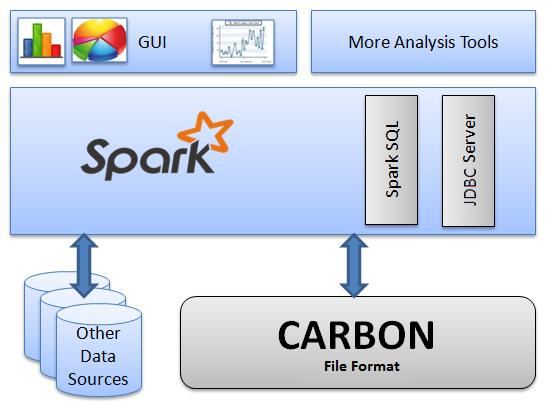 GUI
More Analysis Tools
Spark
Spark SQL
JDBC Server
Other
Data
Sources
CARBON
File Format